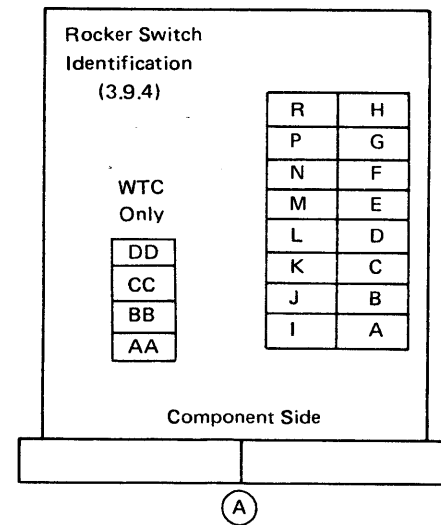 Rocker Switch
Identification
(3.9.4)
R H
P G
N F
M E
L D
K C
J B
I A
WTC
Only
DD
CC
BB
AA
Component Side
A